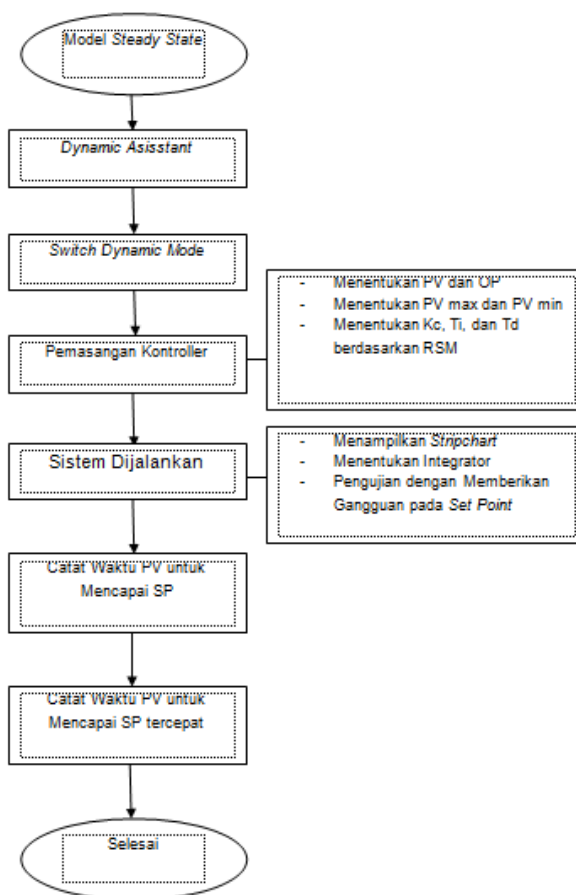 Model Steady State
Dynamic Asisstant
Switch Dynamic Mode
- Menentukan PV dan OP
- Menentukan PV max dan PV min
- Menentukan Kc, Ti, dan Td
berdasarkan RSM
Pemasangan Kontroller
- Menampilkan Stripchart
- Menentukan Integrator
- Pengujian dengan Memberikan
Gangguan pada Set Point
Sistem Dijalankan
Catat Waktu PV untuk
Mencapai SP
Catat Waktu PV untuk
Mencapai SP tercepat
Selesai